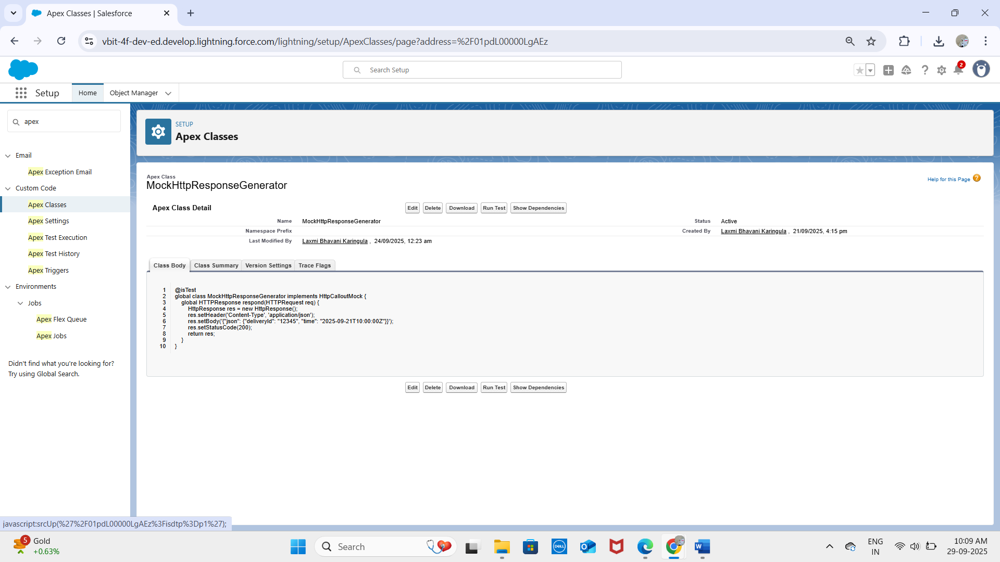 Apex Classes | Salesforce
vbit-4f-dev-ed.develop.lightning.force.com/lightning/setup/ApexClasses/page?address=%2F01pdL00000LgAEz
Search Setup
2
Setup
Home
Object Manager
apex
Email
Apex Exception Email
Custom Code
Apex Classes
Apex Settings
Apex Test Execution
Apex Test History
Apex Triggers
Environments
Jobs
Apex Flex Queue
Apex Jobs
Didn't find what you're looking for?
Try using Global Search.
SETUP
Apex Classes
Apex Class
MockHttpResponseGenerator
Help for this Page ?
Apex Class Detail
Edit Delete Download Run Test Show Dependencies
Name MockHttpResponseGenerator Status Active
Namespace Prefix Created By Laxmi Bhavani Karingula , 21/09/2025, 4:15 pm
Last Modified By Laxmi Bhavani Karingula , 24/09/2025, 12:23 am
Class Body Class Summary Version Settings Trace Flags
1 @isTest
2 global class MockHttpResponseGenerator implements HttpCalloutMock {
3 global HTTPResponse respond(HTTPRequest req) {
4 HttpResponse res = new HttpResponse();
5 res.setHeader('Content-Type', 'application/json');
6 res.setBody('{"json": {"deliveryId": "12345", "time": "2025-09-21T10:00:00Z"}}');
7 res.setStatusCode(200);
8 return res;
9 }
10 }
Edit Delete Download Run Test Show Dependencies
javascript:srcUp(%27%2F01pdL00000LgAEz%3Fisdtp%3Dp1%27);
5
Gold
+0.63%
Search
DELL
W
ENG
IN
10:09 AM
29-09-2025